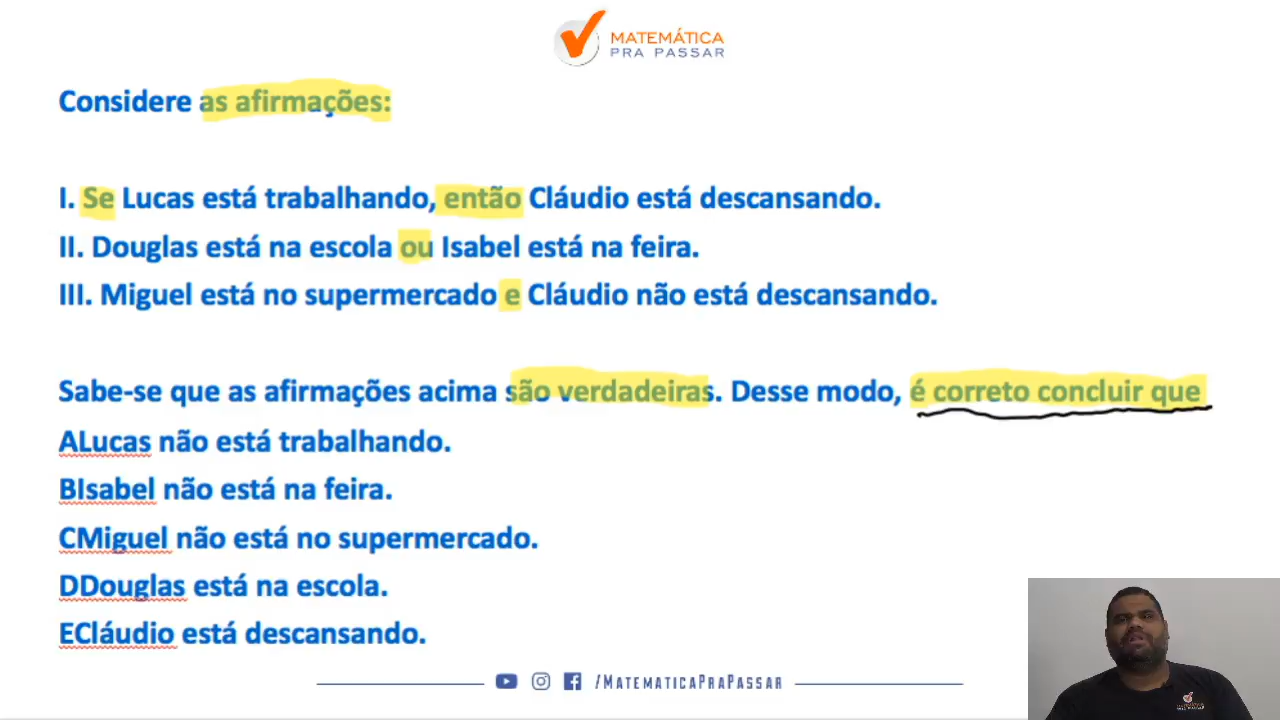 MATEMÁTICA
PRA PASSAR
Considere as afirmações:
I. Se Lucas está trabalhando, então Cláudio está descansando.
II. Douglas está na escola ou Isabel está na feira.
III. Miguel está no supermercado e Cláudio não está descansando.
Sabe-se que as afirmações acima são verdadeiras. Desse modo, é correto concluir que
ALucas não está trabalhando.
BIsabel não está na feira.
CMiguel não está no supermercado.
DDouglas está na escola.
ECláudio está descansando.
/MATEMATICAPRAPASSAR